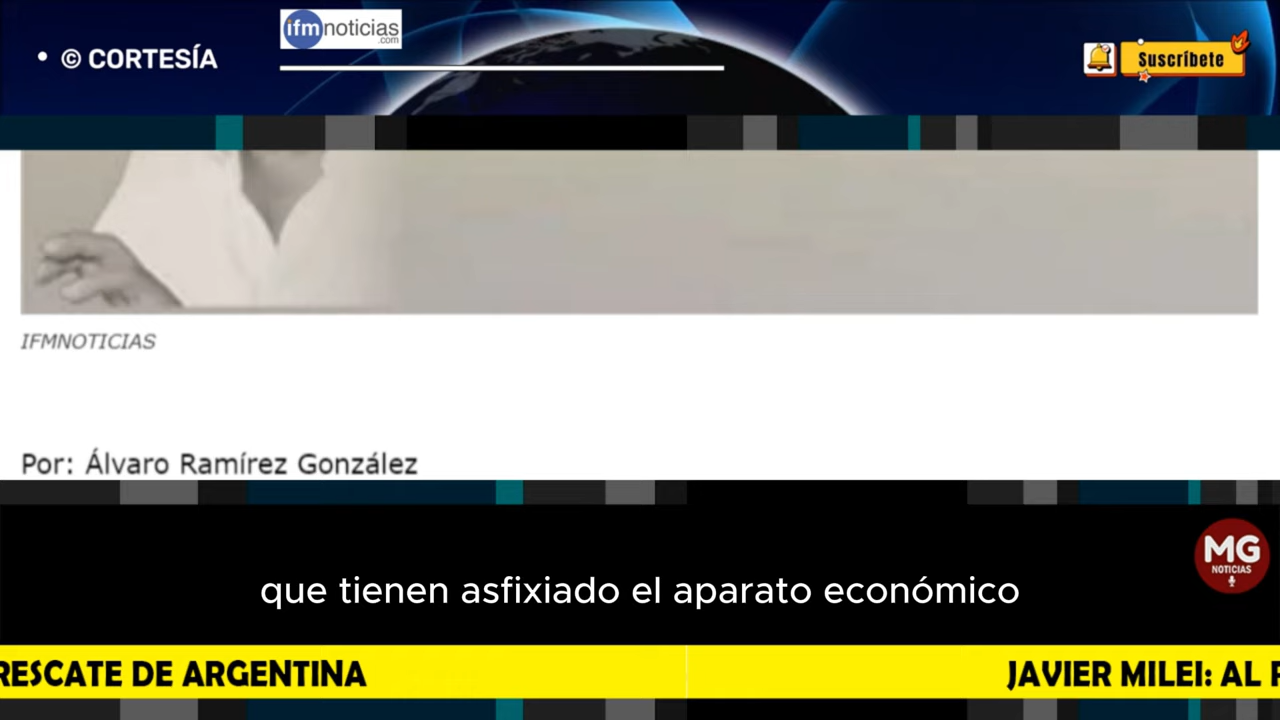 • © CORTESÍA
ifmnoticias
.com
Suscríbete
IFMNOTICIAS
Por: Álvaro Ramírez González
MG
NOTICIAS
que tienen asfixiado el aparato económico
RESCATE DE ARGENTINA
JAVIER MILEI: AL